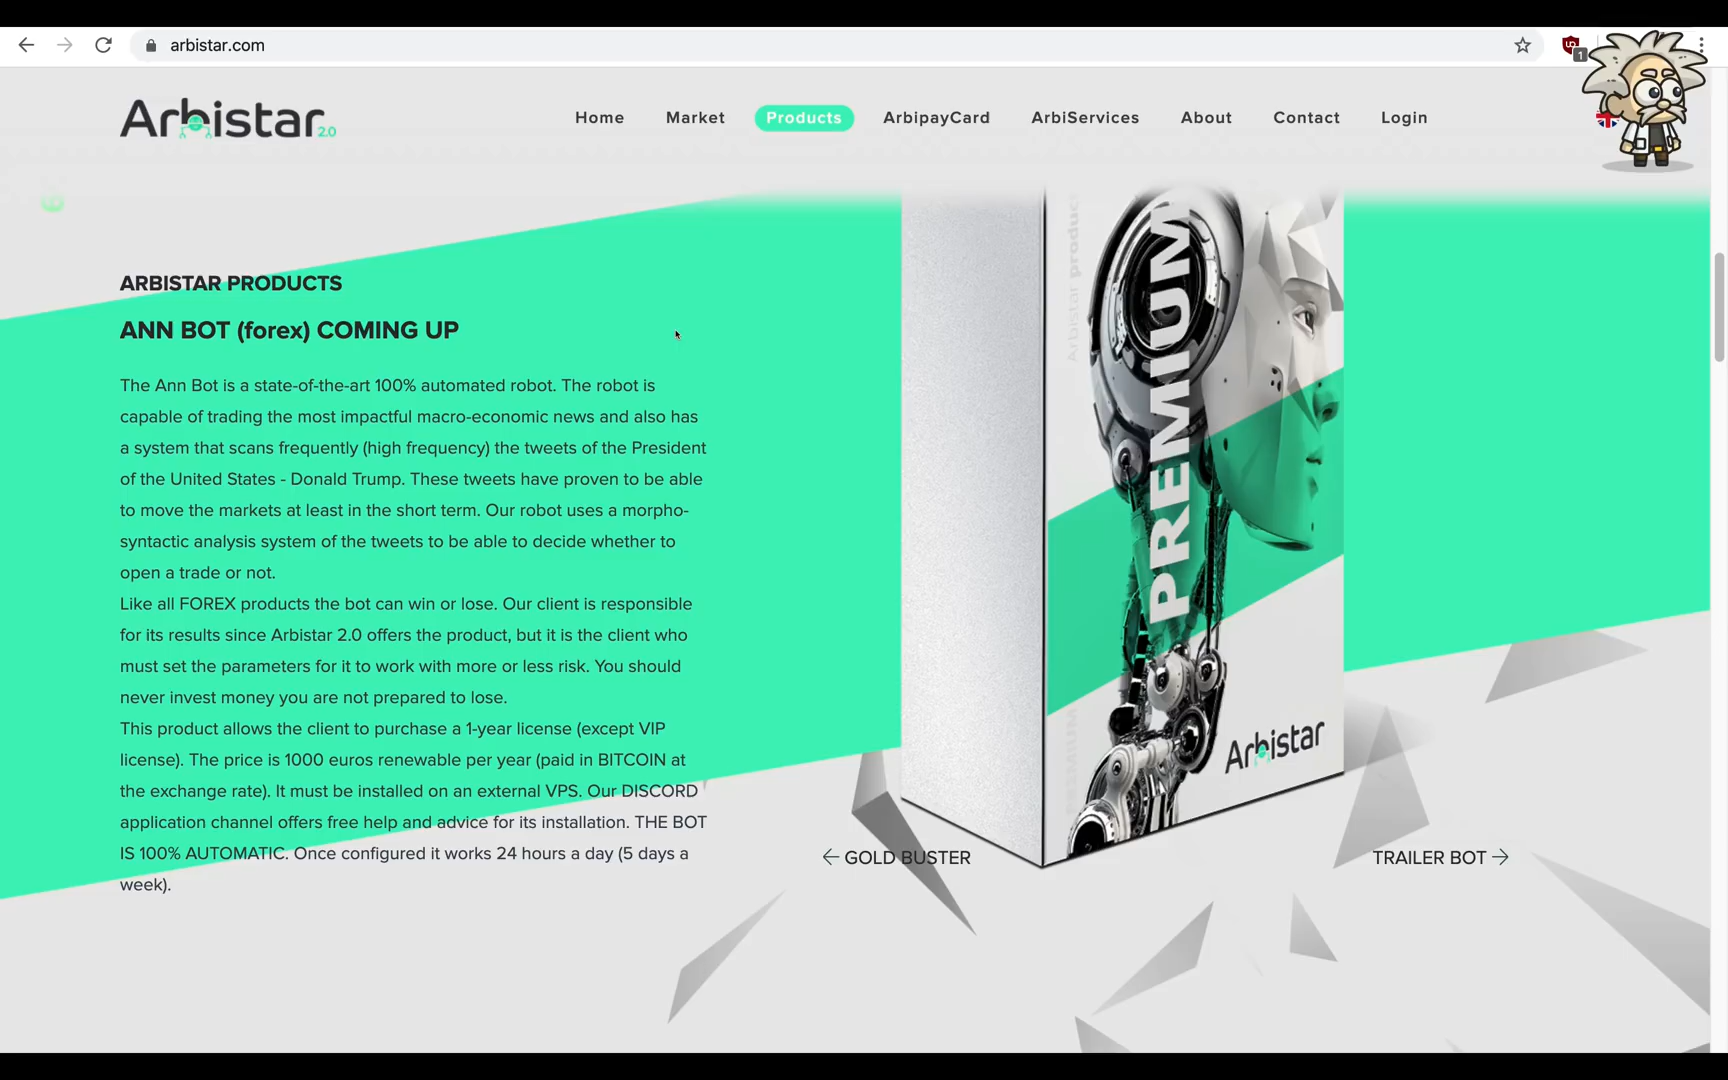 arbistar.com
1
Arbistar 2.0
Home Market Products ArbipayCard ArbiServices About Contact Login
ARBISTAR PRODUCTS
ANN BOT (forex) COMING UP
The Ann Bot is a state-of-the-art 100% automated robot. The robot is
capable of trading the most impactful macro-economic news and also has
a system that scans frequently (high frequency) the tweets of the President
of the United States - Donald Trump. These tweets have proven to be able
to move the markets at least in the short term. Our robot uses a morpho-
syntactic analysis system of the tweets to be able to decide whether to
open a trade or not.
Like all FOREX products the bot can win or lose. Our client is responsible
for its results since Arbistar 2.0 offers the product, but it is the client who
must set the parameters for it to work with more or less risk. You should
never invest money you are not prepared to lose.
This product allows the client to purchase a 1-year license (except VIP
license). The price is 1000 euros renewable per year (paid in BITCOIN at
the exchange rate). It must be installed on an external VPS. Our DISCORD
application channel offers free help and advice for its installation. THE BOT
IS 100% AUTOMATIC. Once configured it works 24 hours a day (5 days a
week).
Arbistar product
PREMIUM
Arbistar
GOLD BUSTER
TRAILER BOT